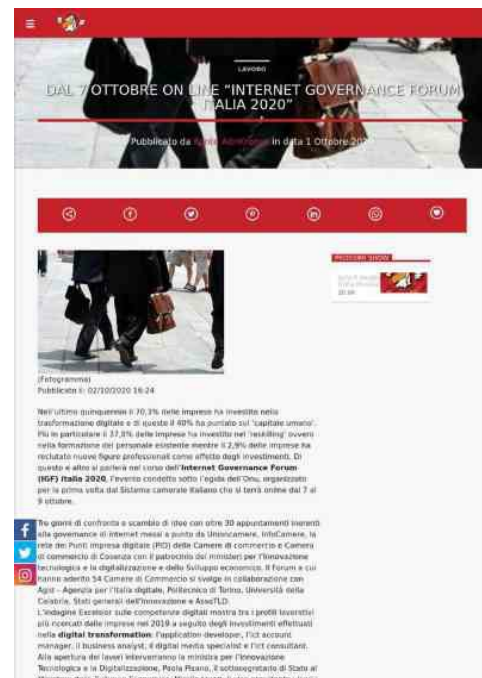 LAVORO
DAL 7 OTTOBRE ON LINE “INTERNET GOVERNANCE FORUM
ITALIA 2020”
Pubblicato da in data 1 Ottobre
PROSSIMI SHOW
(Fotogramma)
Pubblicato il: 02/10/2020 16:24
Nell'ultimo quinquennio il 70,3% delle imprese ha investito nella
trasformazione digitale e di queste il 40% ha puntato sul 'capitale umano'.
Più in particolare il 37,9% delle imprese ha investito nel 'reskilling' ovvero
nella formazione del personale esistente mentre il 2,9% delle imprese ha
reclutato nuove figure professionali come effetto degli investimenti. Di
questo e altro si parlerà nel corso dell'Internet Governance Forum
(IGF) Italia 2020, l'evento condotto sotto l'egida dell'Onu, organizzato
per la prima volta dal Sistema camerale italiano che si terrà online dal 7 al
9 ottobre.
Tre giorni di confronto e scambio di idee con oltre 30 appuntamenti inerenti
alla governance di internet messi a punto da Unioncamere, InfoCamere, la
rete dei Punti impresa digitale (PID) delle Camere di commercio e Camera
di commercio di Cosenza con il patrocinio dei ministeri per l'Innovazione
tecnologica e la digitalizzazione e dello Sviluppo economico. Il Forum a cui
hanno aderito 54 Camere di Commercio si svolge in collaborazione con
Agid - Agenzia per l'Italia digitale, Politecnico di Torino, Università della
Calabria, Stati generali dell'Innovazione e AssoTLD.
L'indagine Excelsior sulle competenze digitali mostra tra i profili lavorativi
più ricercati dalle imprese nel 2019 a seguito degli investimenti effettuati
nella digital transformation: l'application developer, l'ict account
manager, il business analyst, il digital media specialist e l'ict consultant.
Alla apertura dei lavori interverranno la ministra per l'Innovazione
Tecnologica e la Digitalizzazione, Paola Pisano, il sottosegretario di Stato al